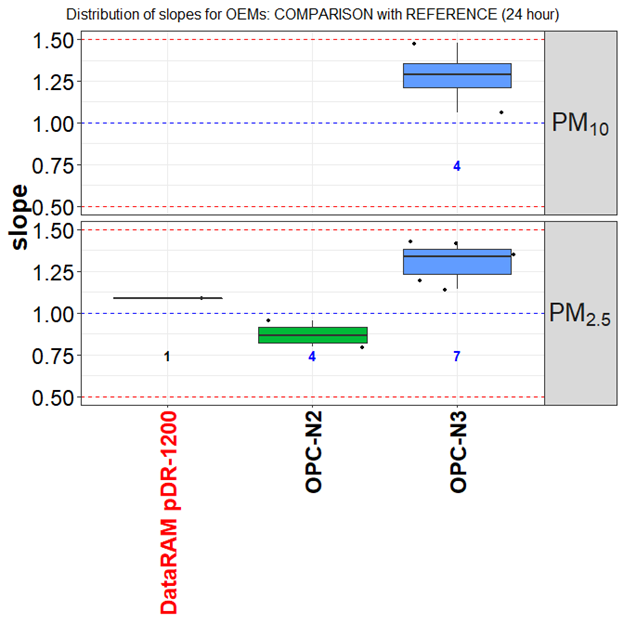 Distribution of slopes for OEMs: COMPARISON with REFERENCE (24 hour)
slope
1.50
1.25
1.00
0.75
0.50
4
PM10
1.50
1.25
1.00
0.75
0.50
1
4
7
PM2.5
DataRAM pDR-1200
OPC-N2
OPC-N3